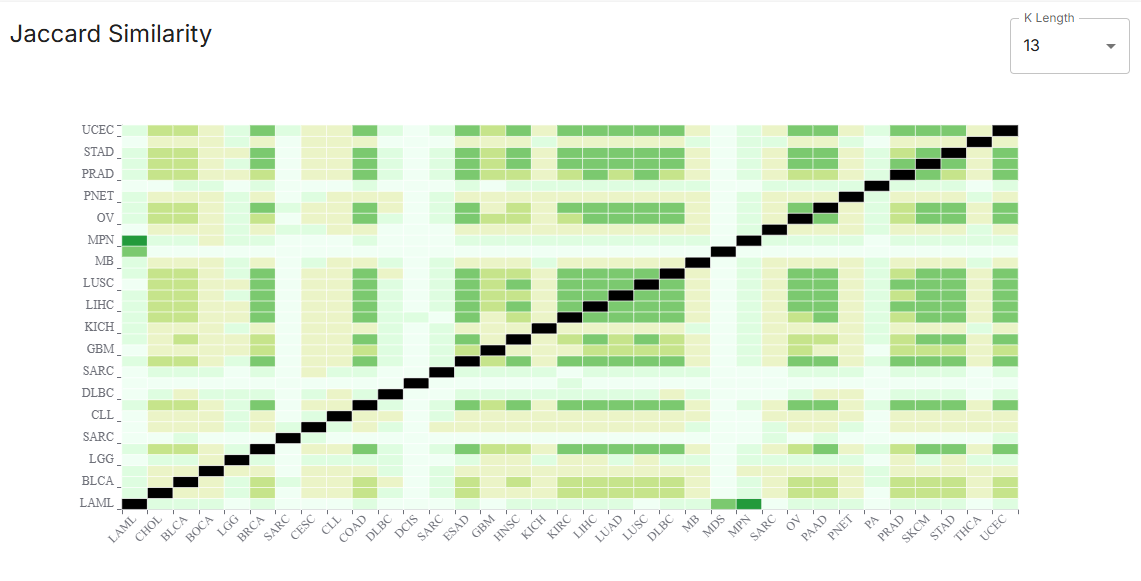 Jaccard Similarity
K Length
13
UCEC
STAD
PRAD
PNET
OV
MPN
MB
LUSC
LIHC
KICH
GBM
SARC
DLBC
CLL
SARC
LGG
BLCA
LAML
LAML CHOL BLCA BOCA LGG BRCA SARC CESC CLL COAD DLBC DCIS SARC ESAD GBM HNSC KICH KIRC LIHC LUAD LUSC DLBC MB MDS MPN SARC OV PAAD PNET PA PRAD SKCM STAD THCA UCEC